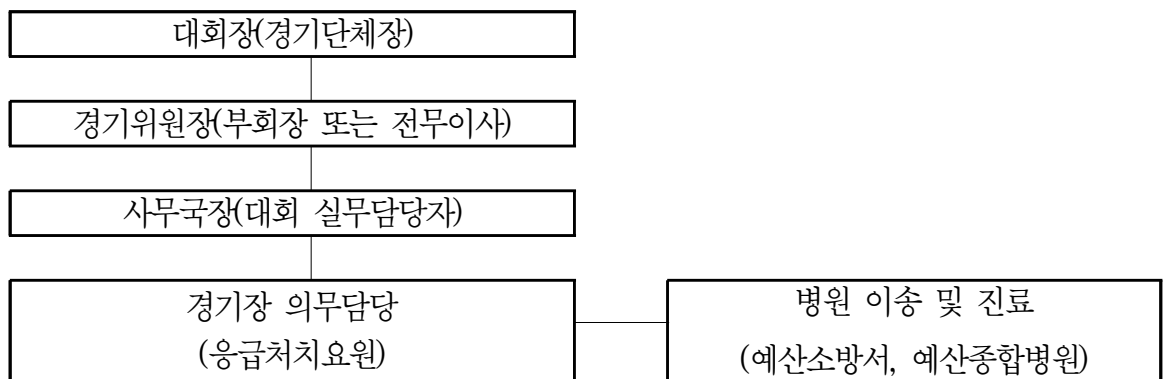 대회장(경기단체장)
경기위원장(부회장 또는 전무이사)
사무국장(대회 실무담당자)
경기장 의무담당
(응급처치요원)
병원 이송 및 진료
(예산소방서, 예산종합병원)